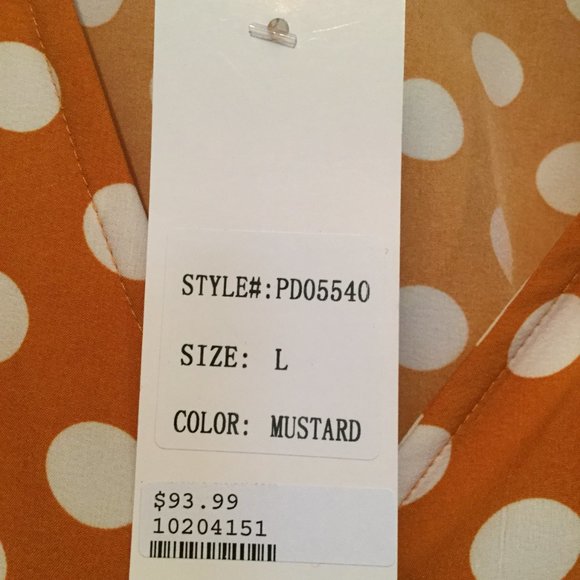 STYLE#:PD05540
SIZE: L
COLOR: MUSTARD
$93.99
10204151